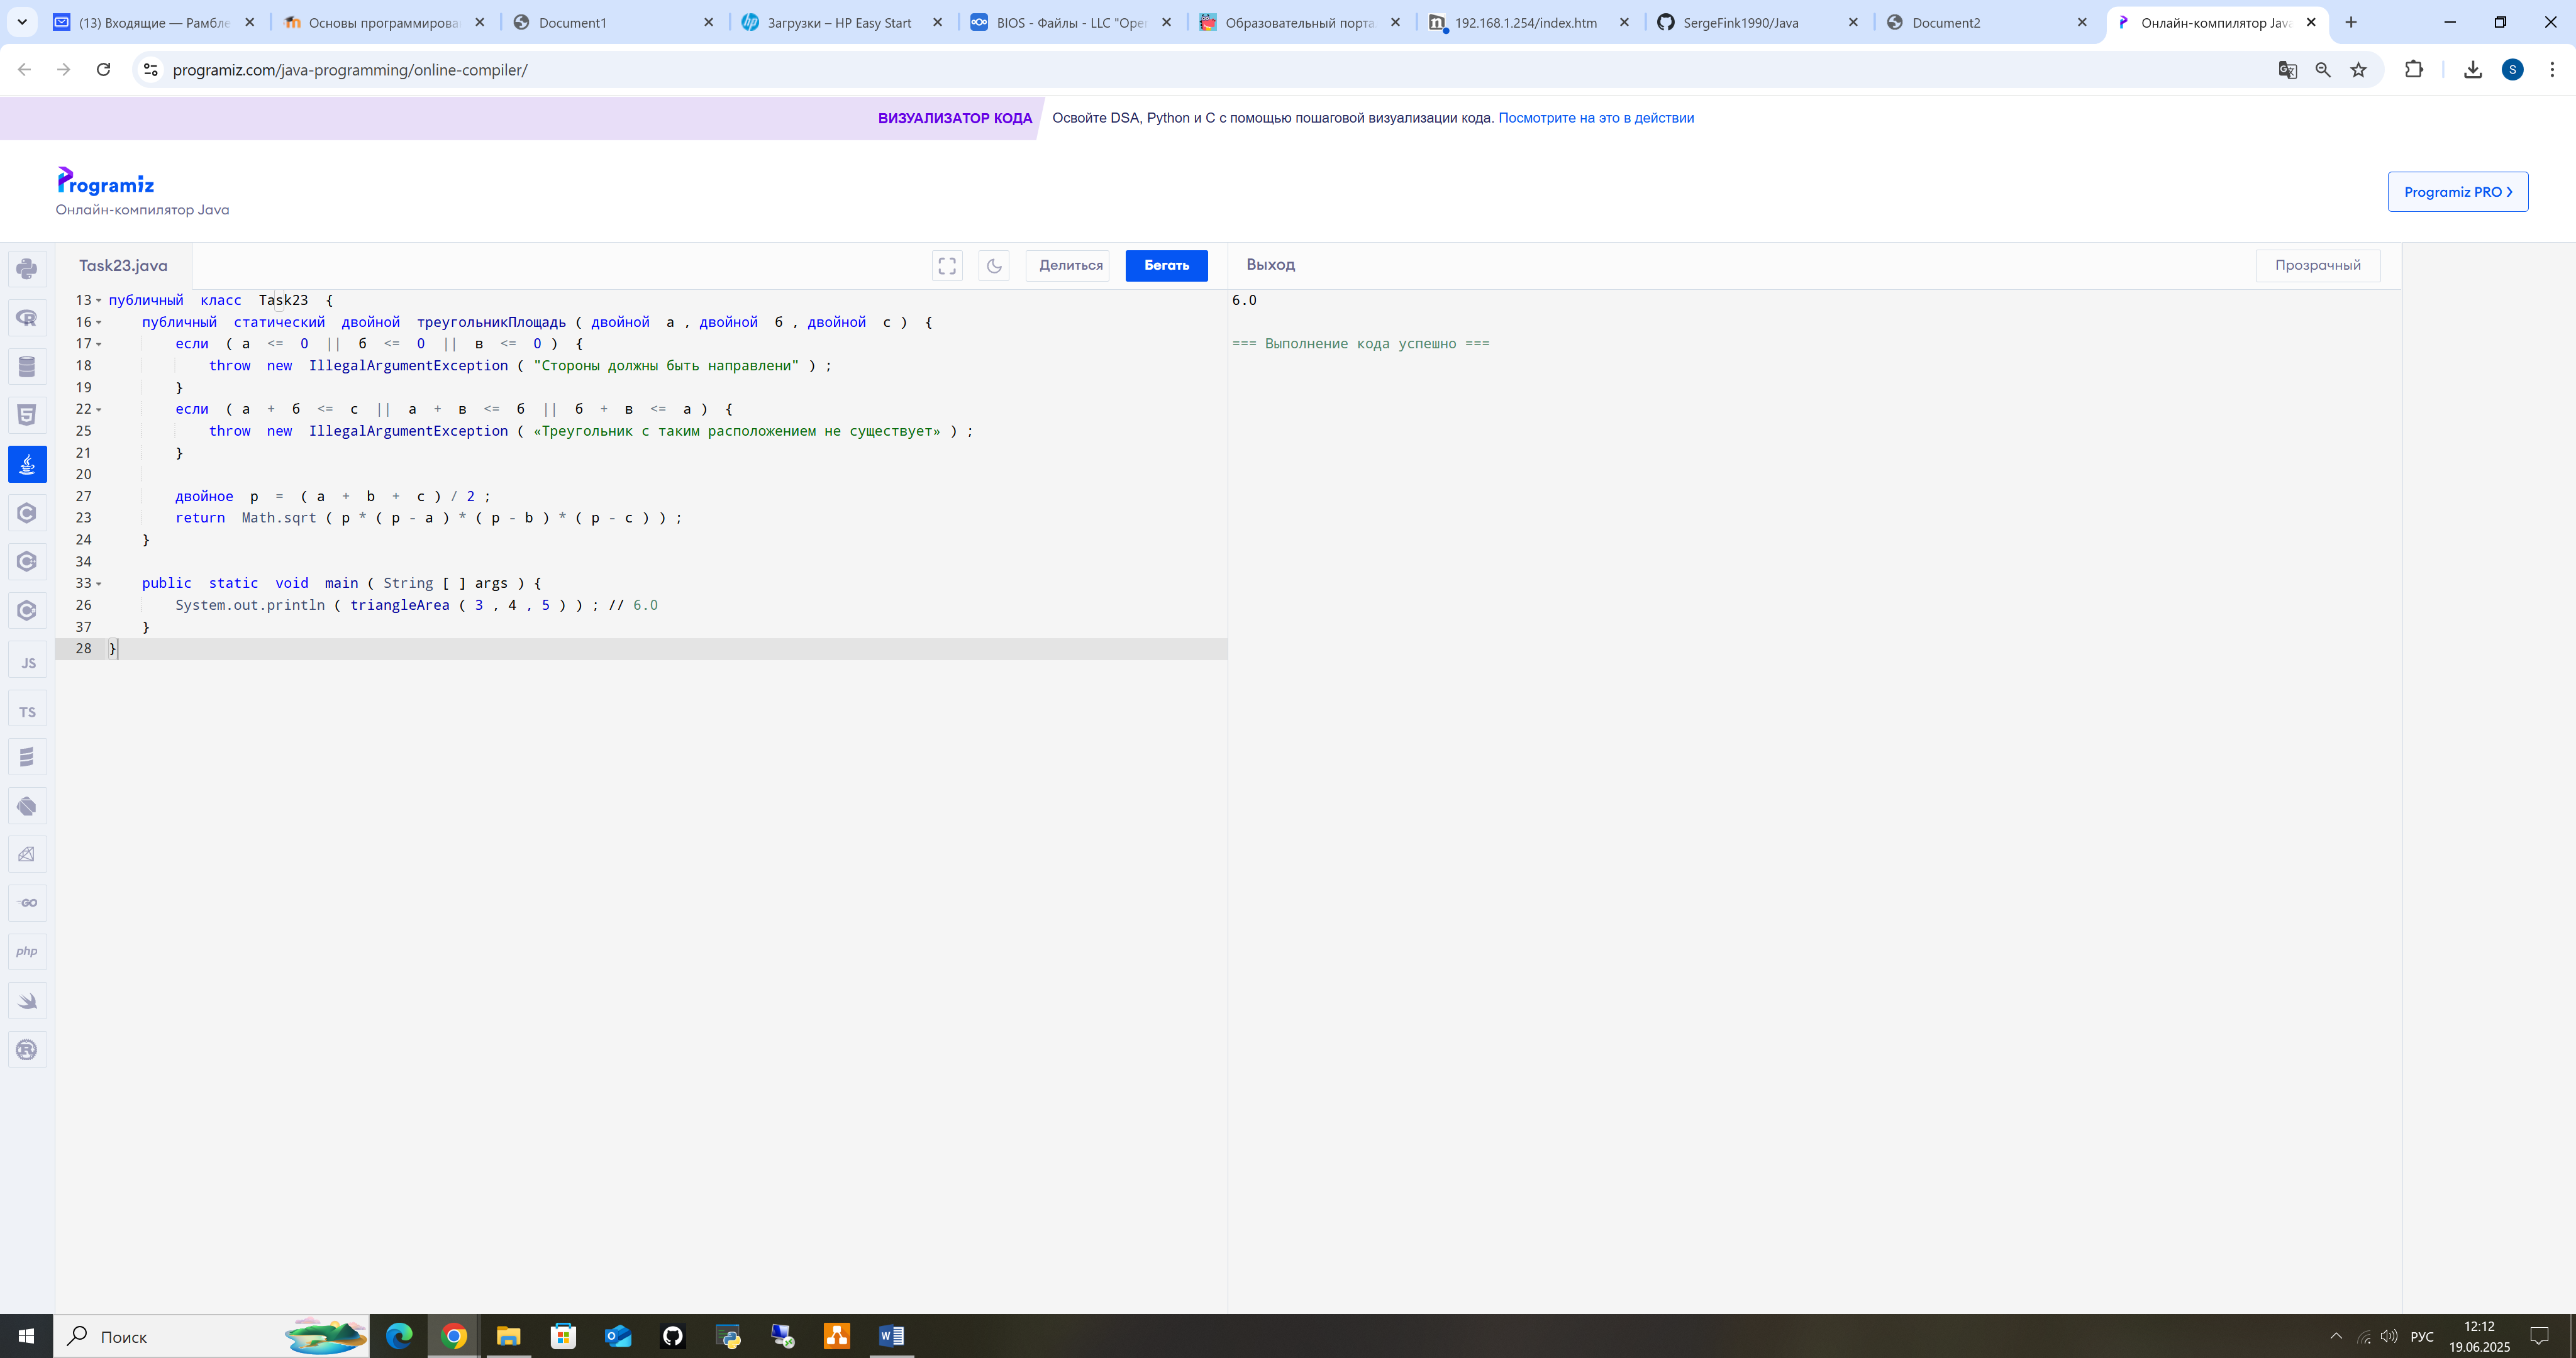 (13) Входящие — Рамбле
Основы программирова
Document1
Загрузки – HP Easy Start
BIOS - Файлы - LLC "Oper
Образовательный порта
192.168.1.254/index.htm
SergeFink1990/Java
Document2
Онлайн-компилятор Java
programiz.com/java-programming/online-compiler/
S
ВИЗУАЛИЗАТОР КОДА Освойте DSA, Python и C с помощью пошаговой визуализации кода. Посмотрите на это в действии
Programiz
Онлайн-компилятор Java
Programiz PRO
Task23.java
Делиться
Бегать
Выход
Прозрачный
13 публичный класс Task23 {
16 публичный статический двойной треугольникПлощадь ( двойной а , двойной б , двойной с ) {
17 если ( а <= 0 || б <= 0 || в <= 0 ) {
18 throw new IllegalArgumentException ( "Стороны должны быть направлени" ) ;
19 }
22 если ( а + б <= с || а + в <= б || б + в <= а ) {
25 throw new IllegalArgumentException ( «Треугольник с таким расположением не существует» ) ;
21 }
20
27 двойное p = ( a + b + c ) / 2 ;
23 return Math.sqrt ( p * ( p - a ) * ( p - b ) * ( p - c ) ) ;
24 }
34
33 public static void main ( String [ ] args ) {
26 System.out.println ( triangleArea ( 3 , 4 , 5 ) ) ; // 6.0
37 }
28 }
6.0
=== Выполнение кода успешно ===
JS
TS
GO
php
Поиск
РУС
12:12
19.06.2025